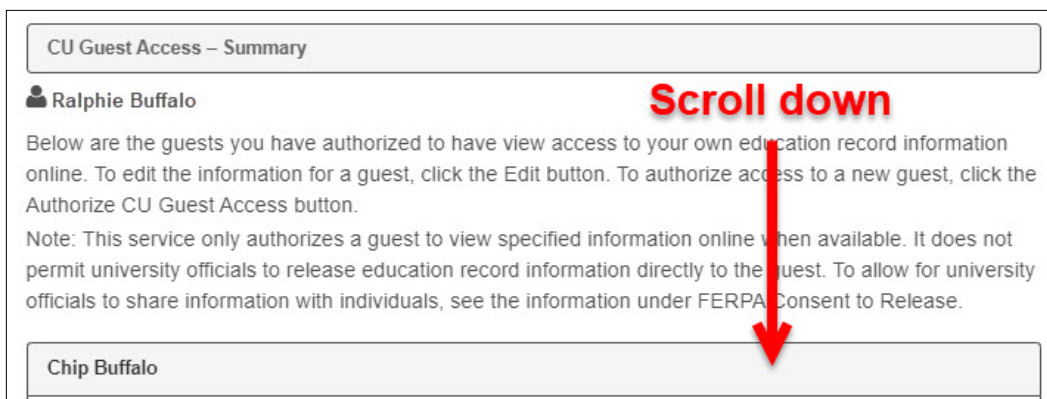 CU Guest Access – Summary
Ralphie Buffalo
Scroll down
Below are the guests you have authorized to have view access to your own education record information
online. To edit the information for a guest, click the Edit button. To authorize access to a new guest, click the
Authorize CU Guest Access button.
Note: This service only authorizes a guest to view specified information online when available. It does not
permit university officials to release education record information directly to the guest. To allow for university
officials to share information with individuals, see the information under FERPA Consent to Release.
Chip Buffalo